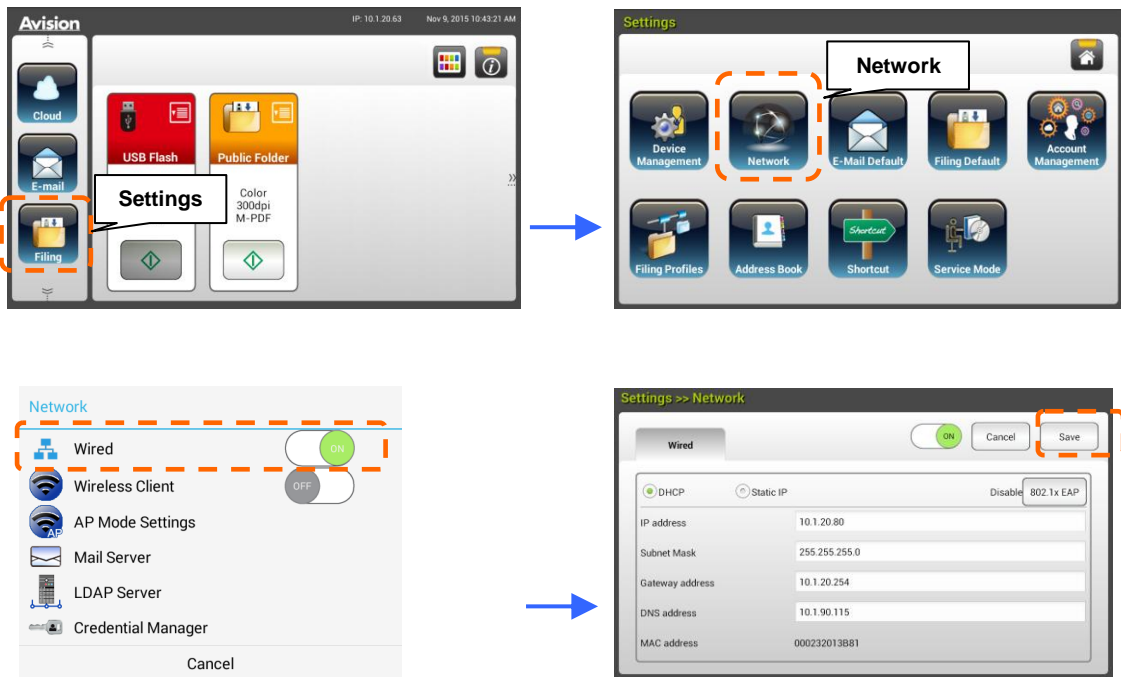 Avision
IP: 10.1.20.63 Nov 9, 2015 10:43:21 AM
Cloud
E-mail
Filing
USB Flash
Public Folder
Color
300dpi
M-PDF
Settings
Settings
Network
Device
Management
Network
E-Mail Default
Filing Default
Account
Management
Filing Profiles
Address Book
Shortcut
Shortcut
Service Mode
Network
Wired
ON
Wireless Client
OFF
AP
AP Mode Settings
Mail Server
LDAP Server
Credential Manager
Cancel
Settings >> Network
Wired
ON
Cancel
Save
DHCP
Static IP
Disable 802.1x EAP
IP address 10.1.20.80
Subnet Mask 255.255.255.0
Gateway address 10.1.20.254
DNS address 10.1.90.115
MAC address 000232013B81